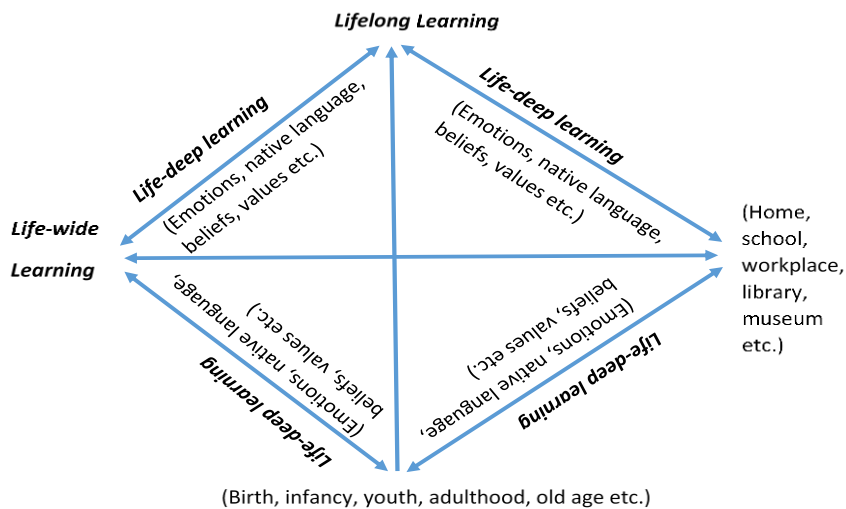 Lifelong Learning
Life-deep learning
(Emotions, native language,
beliefs, values etc.)
Life-deep learning
(Emotions, native language,
beliefs, values etc.)
Life-wide
Learning
(Home,
school,
workplace,
library,
museum
etc.)
(Emotions, native language,
beliefs, values etc.)
Life-deep learning
(Emotions, native language,
beliefs, values etc.)
Life-deep learning
(Birth, infancy, youth, adulthood, old age etc.)